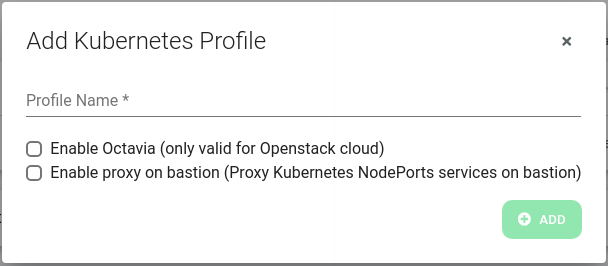 Add Kubernetes Profile
×
Profile Name *
Enable Octavia (only valid for Openstack cloud)
Enable proxy on bastion (Proxy Kubernetes NodePorts services on bastion)
ADD